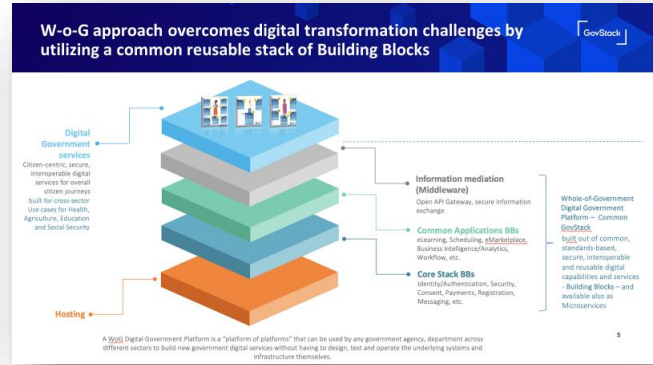 W-o-G approach overcomes digital transformation challenges by
utilizing a common reusable stack of Building Blocks
GovStack
Digital
Government
services
Citizen-centric, secure,
interoperable digital
services for overall
citizen journeys
built for cross-sector
Use cases for Health,
Agriculture, Education
and Social Security
Hosting
Information mediation
(Middleware)
Open API Gateway, secure information
exchange
Common Applications BBs
eLearning, Scheduling, eMarketplace,
Business Intelligence/Analytics,
Workflow, etc.
Core Stack BBs
Identity/Authentication, Security,
Consent, Payments, Registration,
Messaging, etc.
Whole-of-Government
Digital Government
Platform – Common
GovStack
built out of common,
standards-based,
secure, interoperable
and reusable digital
capabilities and services
- Building Blocks – and
available also as
Microservices
A WoG Digital Government Platform is a "platform of platforms" that can be used by any government agency, department across
different sectors to build new government digital services without having to design, test and operate the underlying systems and
infrastructure themselves.
5